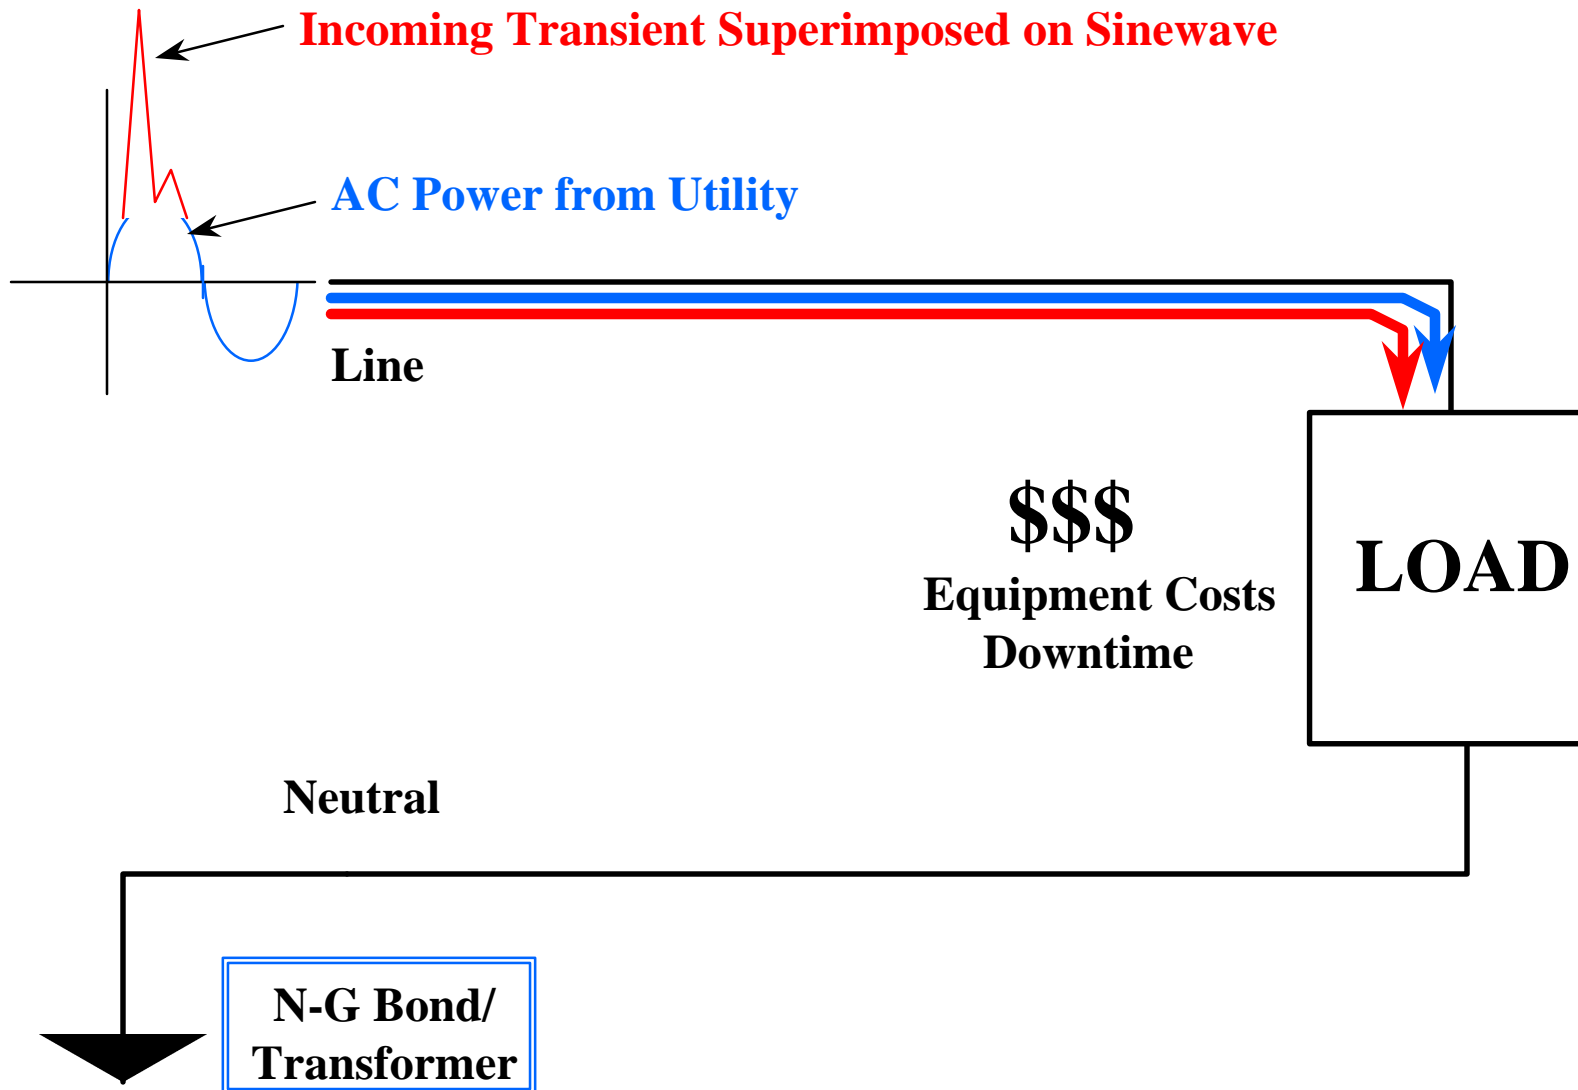 Incoming Transient Superimposed on Sinewave
AC Power from Utility
Line
$$$
Equipment Costs
Downtime
LOAD
Neutral
N-G Bond/
Transformer